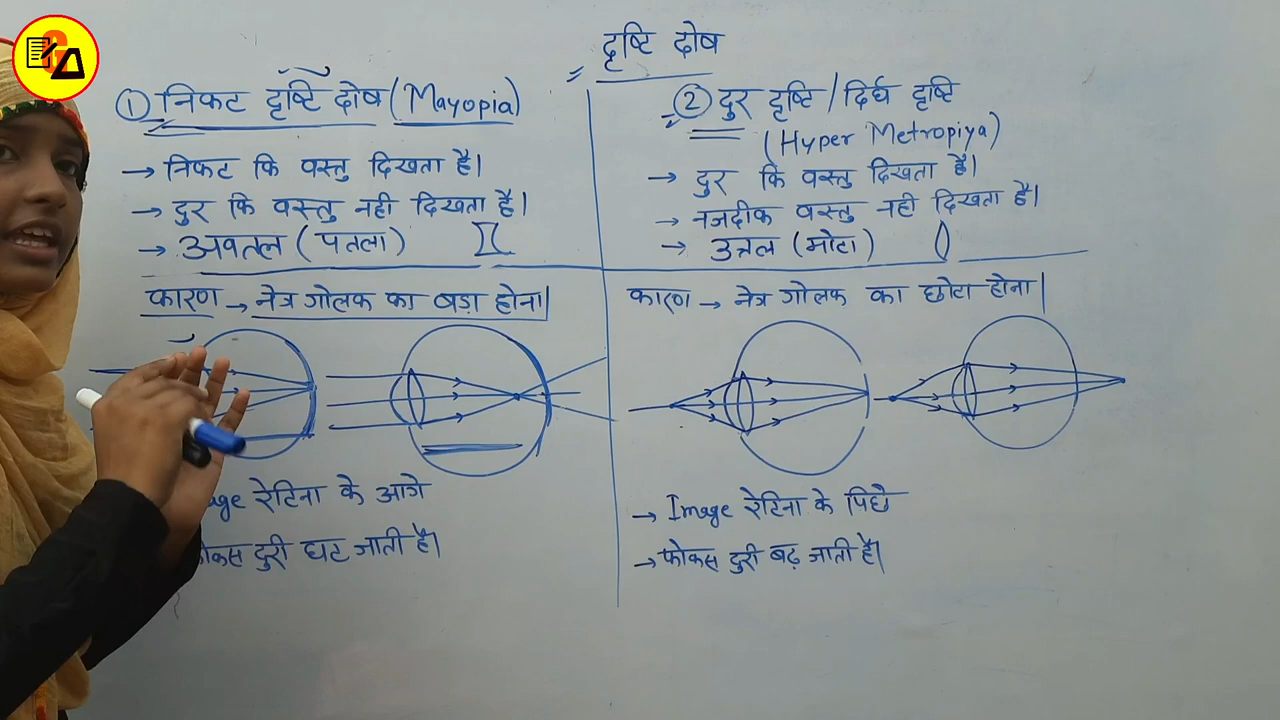 दृष्टि दोष
① निकट दृष्टि दोष (Mayopia)
→ निकट कि वस्तु दिखता है।
→ दुर कि वस्तु नही दिखता है।
→ अवतल (पतला)
कारण → नेत्र गोलक का बड़ा होना।
age रेटिना के आगे
फोकस दुरी घट जाती है।
② दुर दृष्टि / दिर्घ दृष्टि
(Hyper Metropiya)
→ दुर कि वस्तु दिखता है।
→ नजदीक वस्तु नही दिखता है।
→ उत्तल (मोटा)
कारण → नेत्र गोलक का छोटा होना।
→ Image रेटिना के पिछे
→ फोकस दुरी बढ़ जाती है।